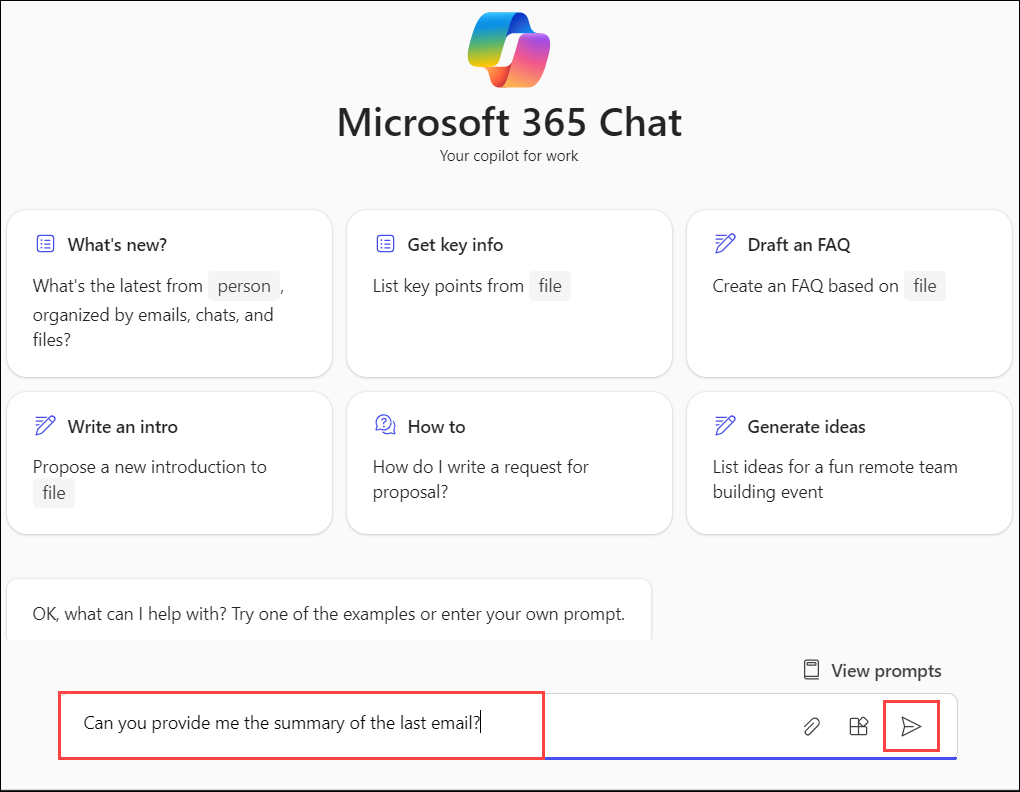 Microsoft 365 Chat
Your copilot for work
What's new?
What's the latest from person ,
organized by emails, chats, and
files?
Get key info
List key points from file
Draft an FAQ
Create an FAQ based on file
Write an intro
Propose a new introduction to
file
How to
How do I write a request for
proposal?
Generate ideas
List ideas for a fun remote team
building event
OK, what can I help with? Try one of the examples or enter your own prompt.
View prompts
Can you provide me the summary of the last email?